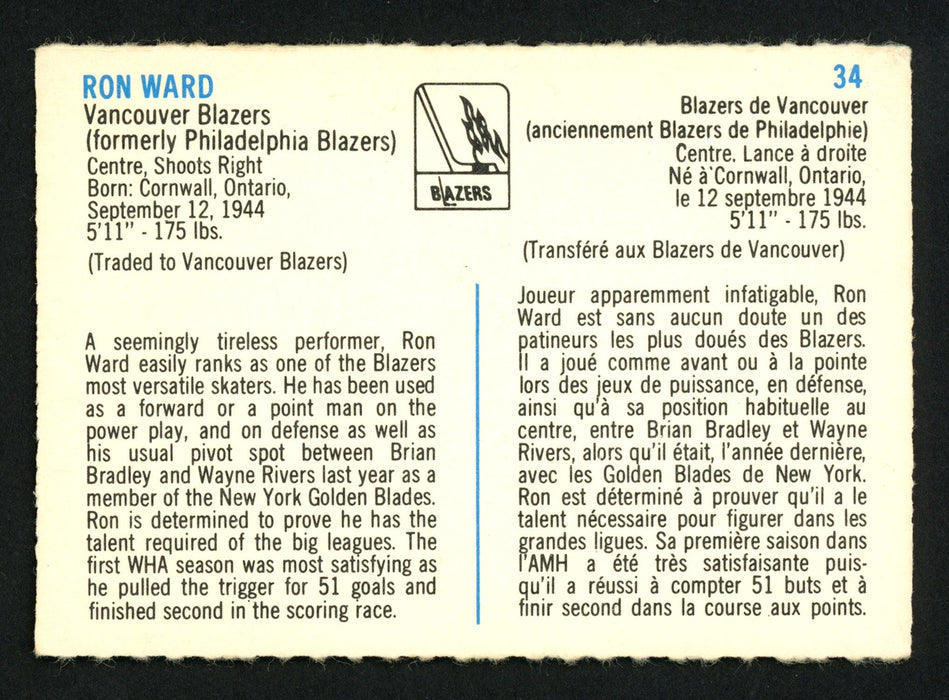 RON WARD
Vancouver Blazers
(formerly Philadelphia Blazers)
Centre, Shoots Right
Born: Cornwall, Ontario,
September 12, 1944
5'11" - 175 lbs.
(Traded to Vancouver Blazers)
A seemingly tireless performer, Ron
Ward easily ranks as one of the Blazers
most versatile skaters. He has been used
as a forward or a point man on the
power play, and on defense as well as
his usual pivot spot between Brian
Bradley and Wayne Rivers last year as a
member of the New York Golden Blades.
Ron is determined to prove he has the
talent required of the big leagues. The
first WHA season was most satisfying as
he pulled the trigger for 51 goals and
finished second in the scoring race.
BLAZERS
34
Blazers de Vancouver
(anciennement Blazers de Philadelphie)
Centre. Lance à droite
Né à Cornwall, Ontario,
le 12 septembre 1944
5'11" - 175 lbs.
(Transféré aux Blazers de Vancouver)
Joueur apparemment infatigable, Ron
Ward est sans aucun doute un des
patineurs les plus doués des Blazers.
Il a joué comme avant ou à la pointe
lors des jeux de puissance, en défense,
ainsi qu'à sa position habituelle au
centre, entre Brian Bradley et Wayne
Rivers, alors qu'il était, l'année dernière,
avec les Golden Blades de New York.
Ron est déterminé à prouver qu'il a le
talent nécessaire pour figurer dans les
grandes ligues. Sa première saison dans
l'AMH a été très satisfaisante puis-
qu'il a réussi à compter 51 buts et à
finir second dans la course aux points.